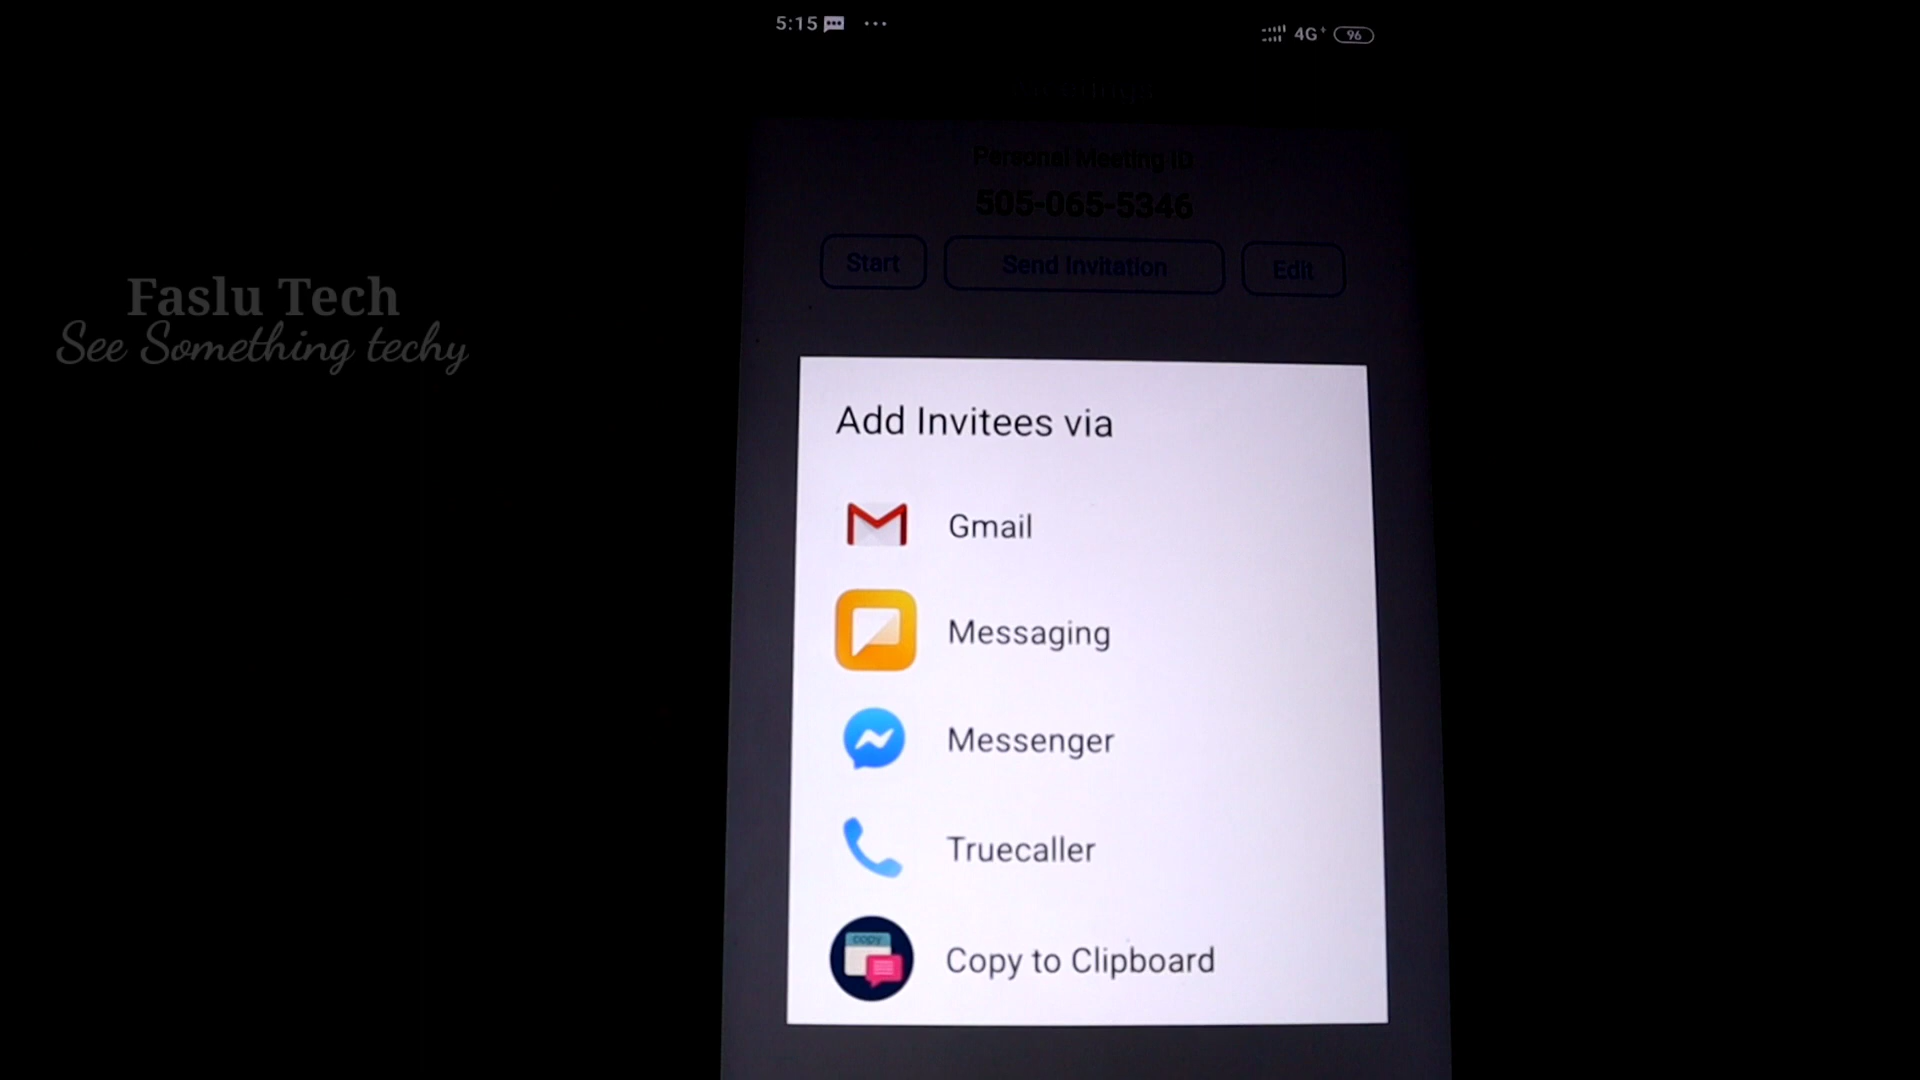 5:15
4G+ 96
Personal Meeting ID
505-065-5346
Start Send Invitation Edit
Faslu Tech
See Something techy
Add Invitees via
Gmail
Messaging
Messenger
Truecaller
copy
Copy to Clipboard